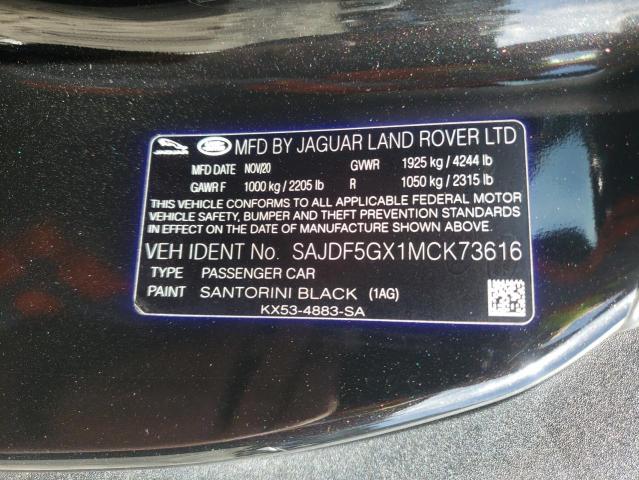 MFD BY JAGUAR LAND ROVER LTD
MFD DATE NOV/20 GVWR 1925 kg / 4244 lb
GAWR F 1000 kg / 2205 lb R 1050 kg / 2315 lb
THIS VEHICLE CONFORMS TO ALL APPLICABLE FEDERAL MOTOR
VEHICLE SAFETY, BUMPER AND THEFT PREVENTION STANDARDS
IN EFFECT ON THE DATE OF MANUFACTURE SHOWN ABOVE.
VEH IDENT No. SAJDF5GX1MCK73616
TYPE PASSENGER CAR
PAINT SANTORINI BLACK (1AG)
KX53-4883-SA